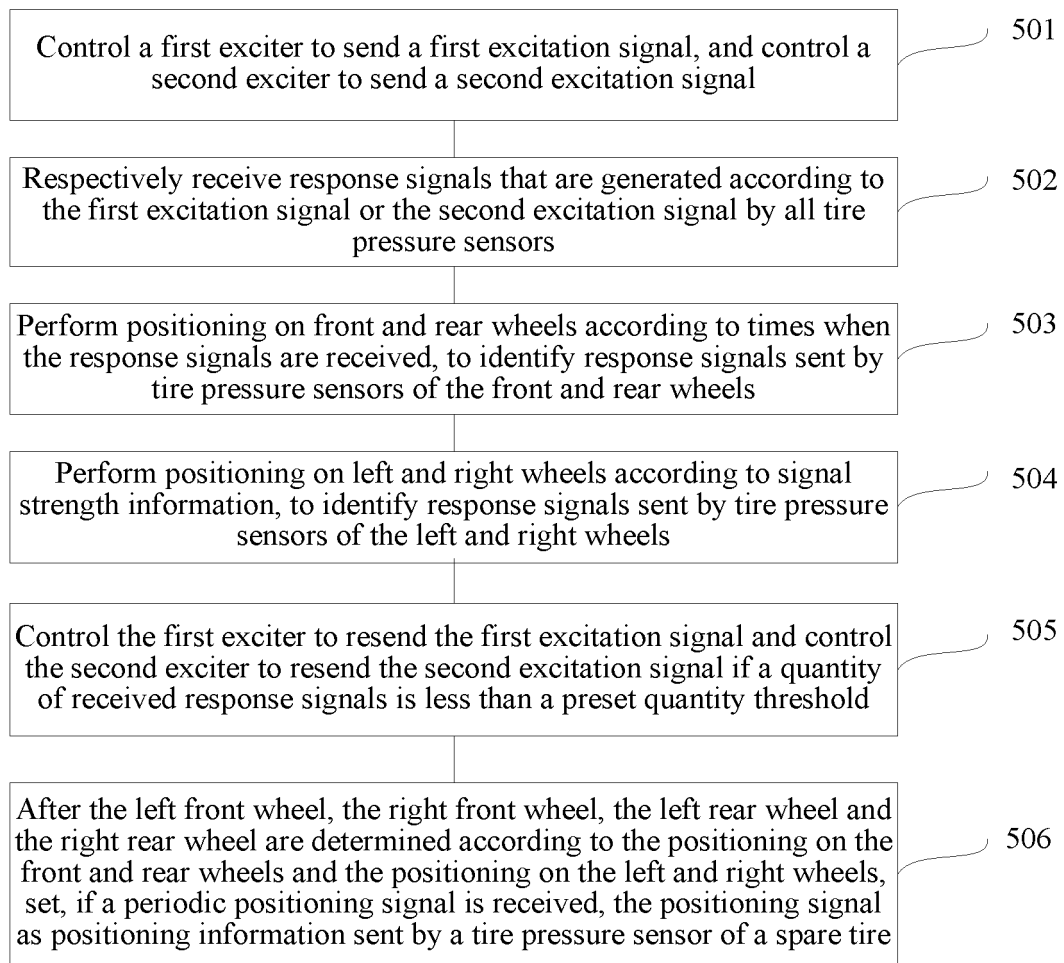 Control a first exciter to send a first excitation signal, and control a
second exciter to send a second excitation signal
501
Respectively receive response signals that are generated according to
the first excitation signal or the second excitation signal by all tire
pressure sensors
502
Perform positioning on front and rear wheels according to times when
the response signals are received, to identify response signals sent by
tire pressure sensors of the front and rear wheels
503
Perform positioning on left and right wheels according to signal
strength information, to identify response signals sent by tire pressure
sensors of the left and right wheels
504
Control the first exciter to resend the first excitation signal and control
the second exciter to resend the second excitation signal if a quantity
of received response signals is less than a preset quantity threshold
505
After the left front wheel, the right front wheel, the left rear wheel and
the right rear wheel are determined according to the positioning on the
front and rear wheels and the positioning on the left and right wheels,
set, if a periodic positioning signal is received, the positioning signal
as positioning information sent by a tire pressure sensor of a spare tire
506